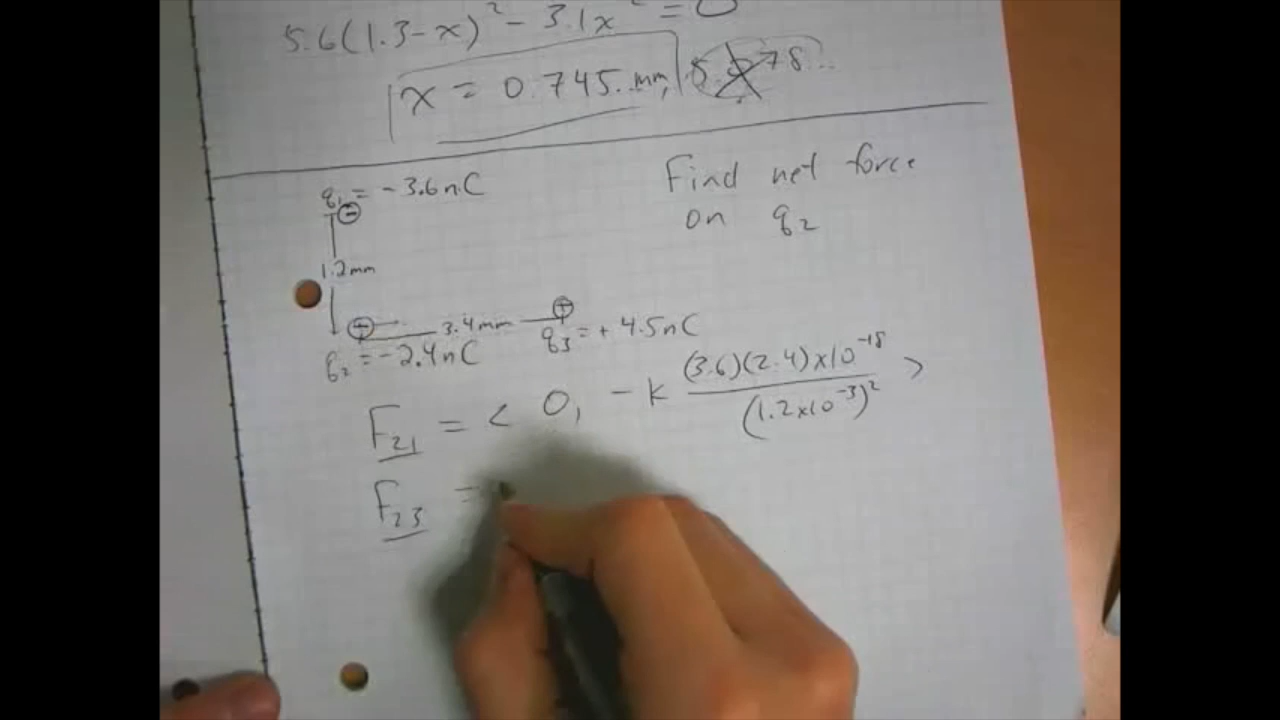 5.6(1.3-x)² - 3.1x² = 0
x = 0.745 mm,
Find net force
on q₂
q₁ = -3.6nC
⊖
1.2mm
⊕ 3.4mm ⊕
q₂ = -2.4nC
q₃ = +4.5nC
F₂₁ = < 0, -k (3.6)(2.4)x10⁻¹⁸ / (1.2x10⁻³)² >
F₂₃ =